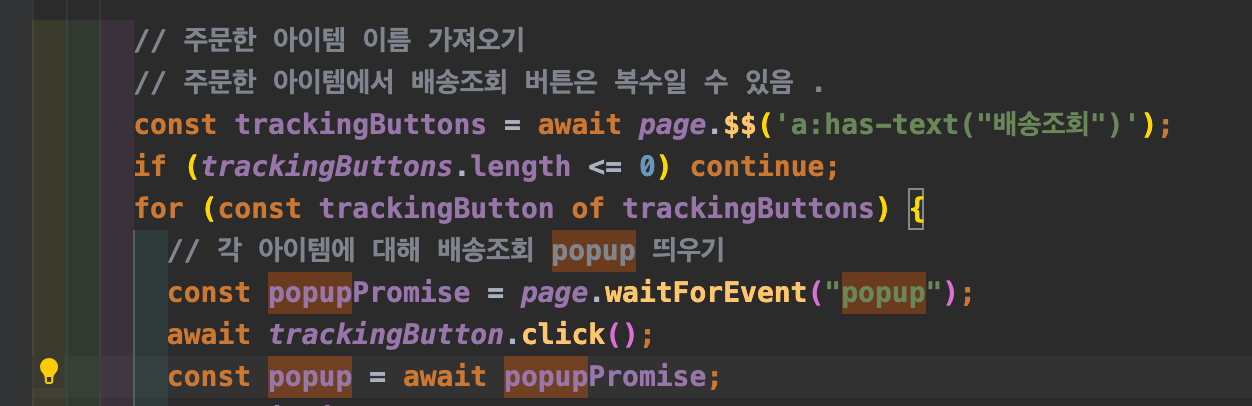 // 주문한 아이템 이름 가져오기
// 주문한 아이템에서 배송조회 버튼은 복수일 수 있음 .
const trackingButtons = await page.$$('a:has-text("배송조회")');
if (trackingButtons.length <= 0) continue;
for (const trackingButton of trackingButtons) {
// 각 아이템에 대해 배송조회 popup 띄우기
const popupPromise = page.waitForEvent("popup");
await trackingButton.click();
const popup = await popupPromise;